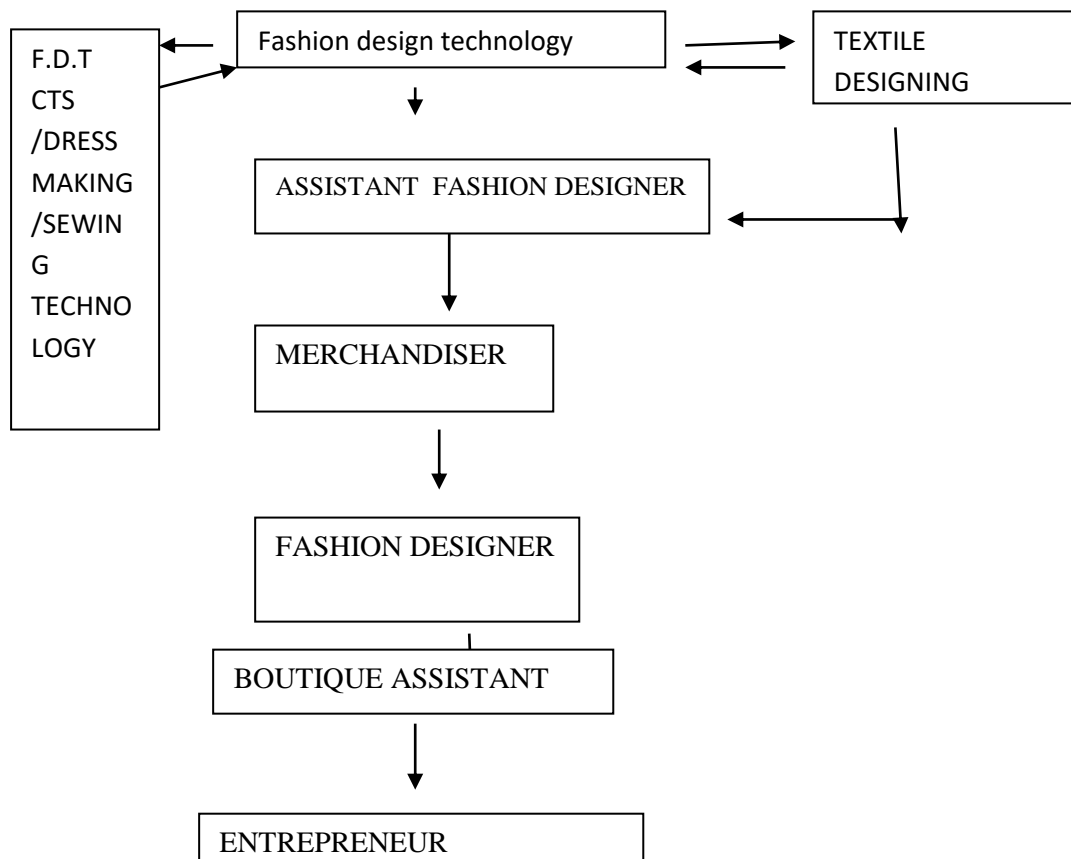 Fashion design technology
F.D.T
CTS
/DRESS
MAKING
/SEWIN
G
TECHNO
LOGY
TEXTILE
DESIGNING
ASSISTANT FASHION DESIGNER
MERCHANDISER
FASHION DESIGNER
BOUTIQUE ASSISTANT
ENTREPRENEUR